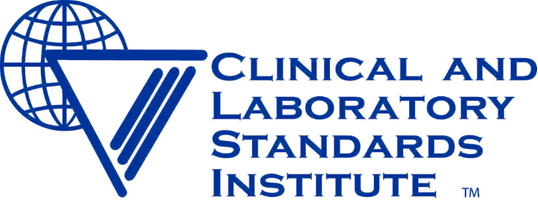 CLINICAL AND
LABORATORY
STANDARDS
INSTITUTE ™